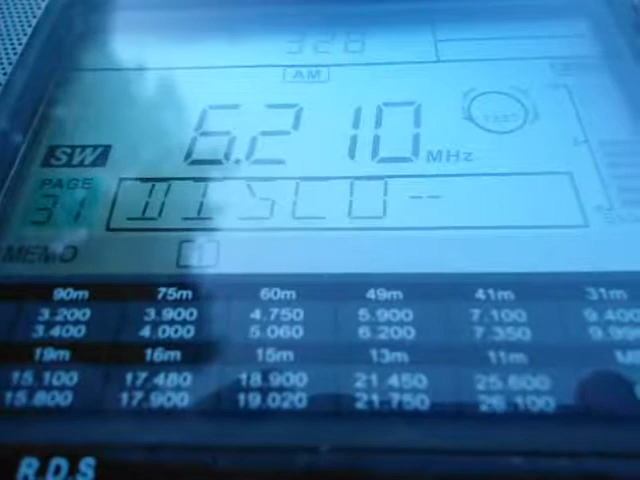 328
AM
6.210 MHz
SW
PAGE
31 DISCO--
MEMO 1
90m 75m 60m 49m 41m 31m
3.200 3.900 4.750 5.900 7.100 9.400
3.400 4.000 5.060 6.200 7.350
19m 16m 15m 13m 11m
15.100 17.480 18.900 21.450 25.600
15.800 17.900 19.020 21.750 26.100
R.D.S